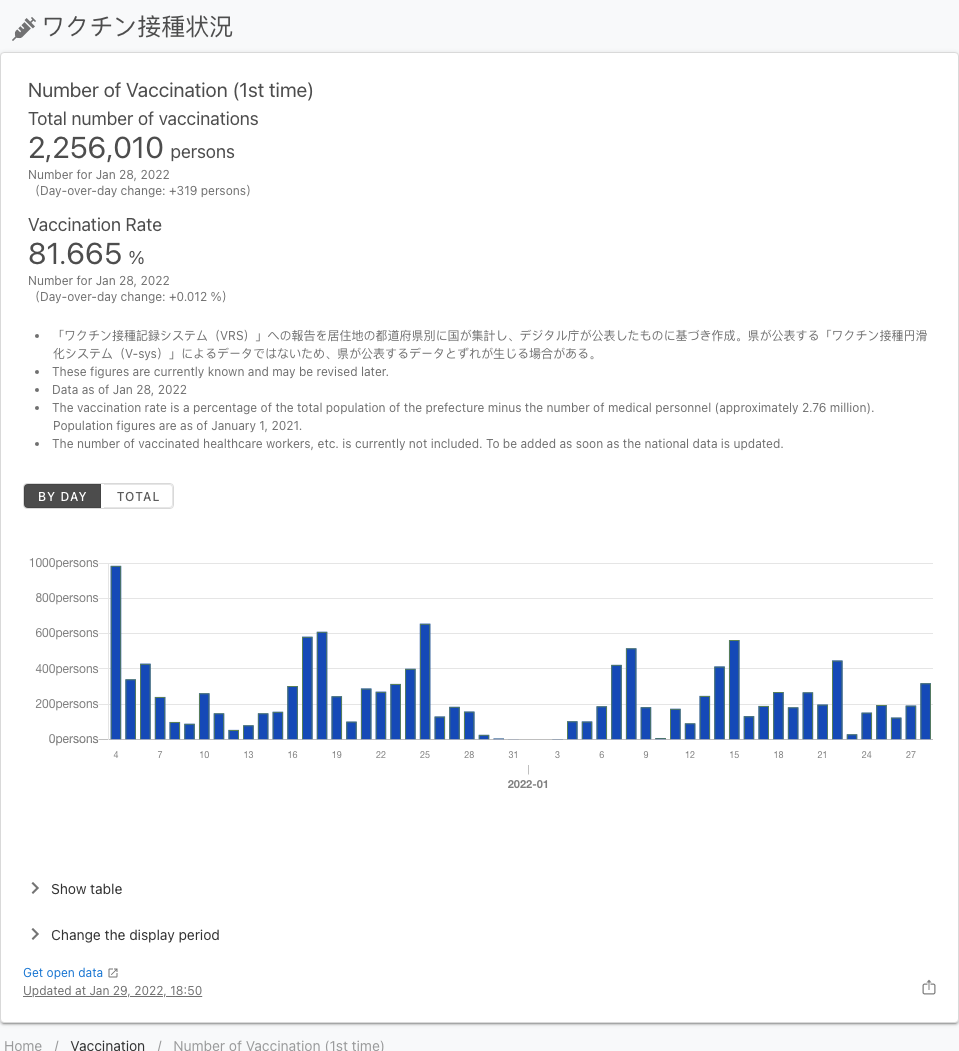 ワクチン接種状況
Number of Vaccination (1st time)
Total number of vaccinations
2,256,010 persons
Number for Jan 28, 2022
（Day-over-day change: +319 persons）
Vaccination Rate
81.665 %
Number for Jan 28, 2022
（Day-over-day change: +0.012 %）
• 「ワクチン接種記録システム（VRS）」への報告を居住地の都道府県別に国が集計し、デジタル庁が公表したものに基づき作成。県が公表する「ワクチン接種円滑
化システム（V-sys）」によるデータではないため、県が公表するデータとずれが生じる場合がある。
• These figures are currently known and may be revised later.
• Data as of Jan 28, 2022
• The vaccination rate is a percentage of the total population of the prefecture minus the number of medical personnel (approximately 2.76 million).
Population figures are as of January 1, 2021.
• The number of vaccinated healthcare workers, etc. is currently not included. To be added as soon as the national data is updated.
BY DAY TOTAL
1000persons
800persons
600persons
400persons
200persons
0persons
4 7 10 13 16 19 22 25 28 31 3 6 9 12 15 18 21 24 27
2022-01
Show table
Change the display period
Get open data
Updated at Jan 29, 2022, 18:50
Home / Vaccination / Number of Vaccination (1st time)